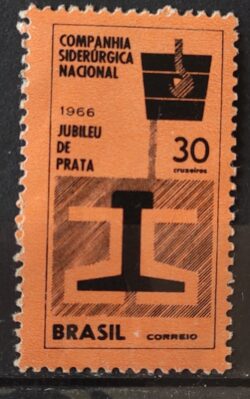 COMPANHIA
SIDERÚRGICA
NACIONAL
1966
JUBILEU
DE
PRATA
30
cruzeiros
BRASIL CORREIO